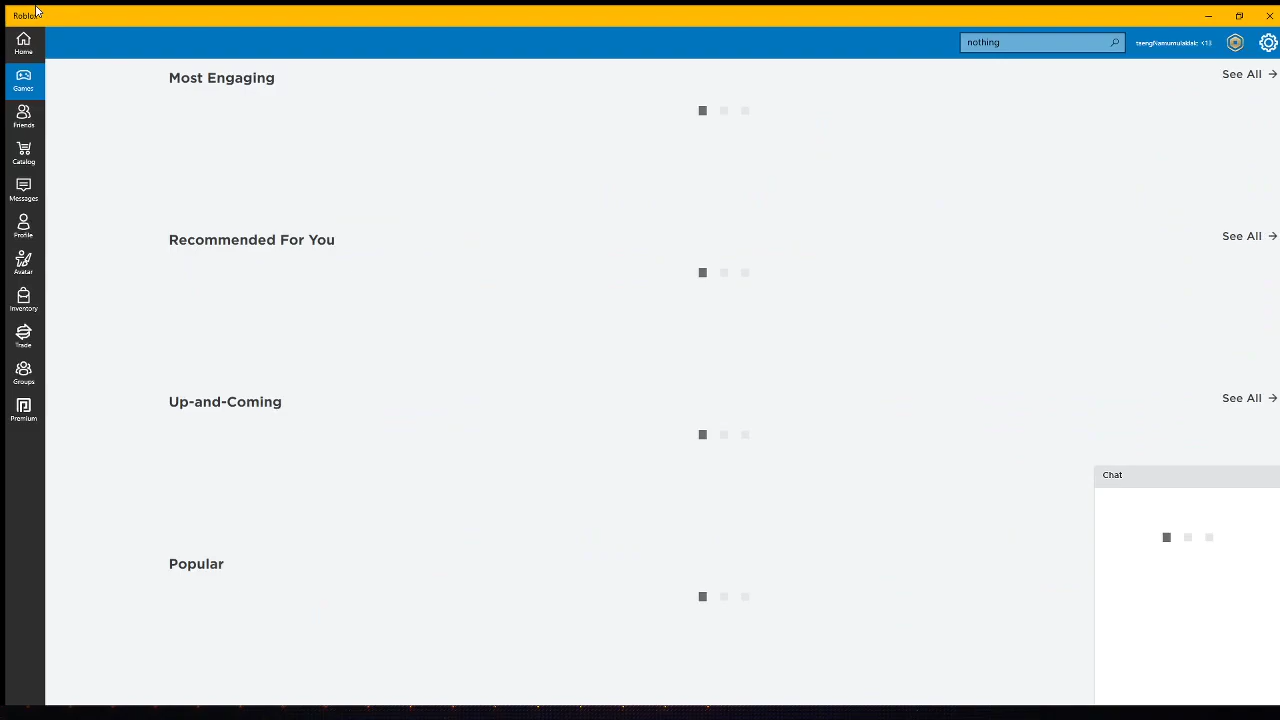 Roblox
Home
nothing
<13
Games
Friends
Catalog
Messages
Profile
Avatar
Inventory
Trade
Groups
Premium
Most Engaging
See All
Recommended For You
See All
Up-and-Coming
See All
Chat
Popular